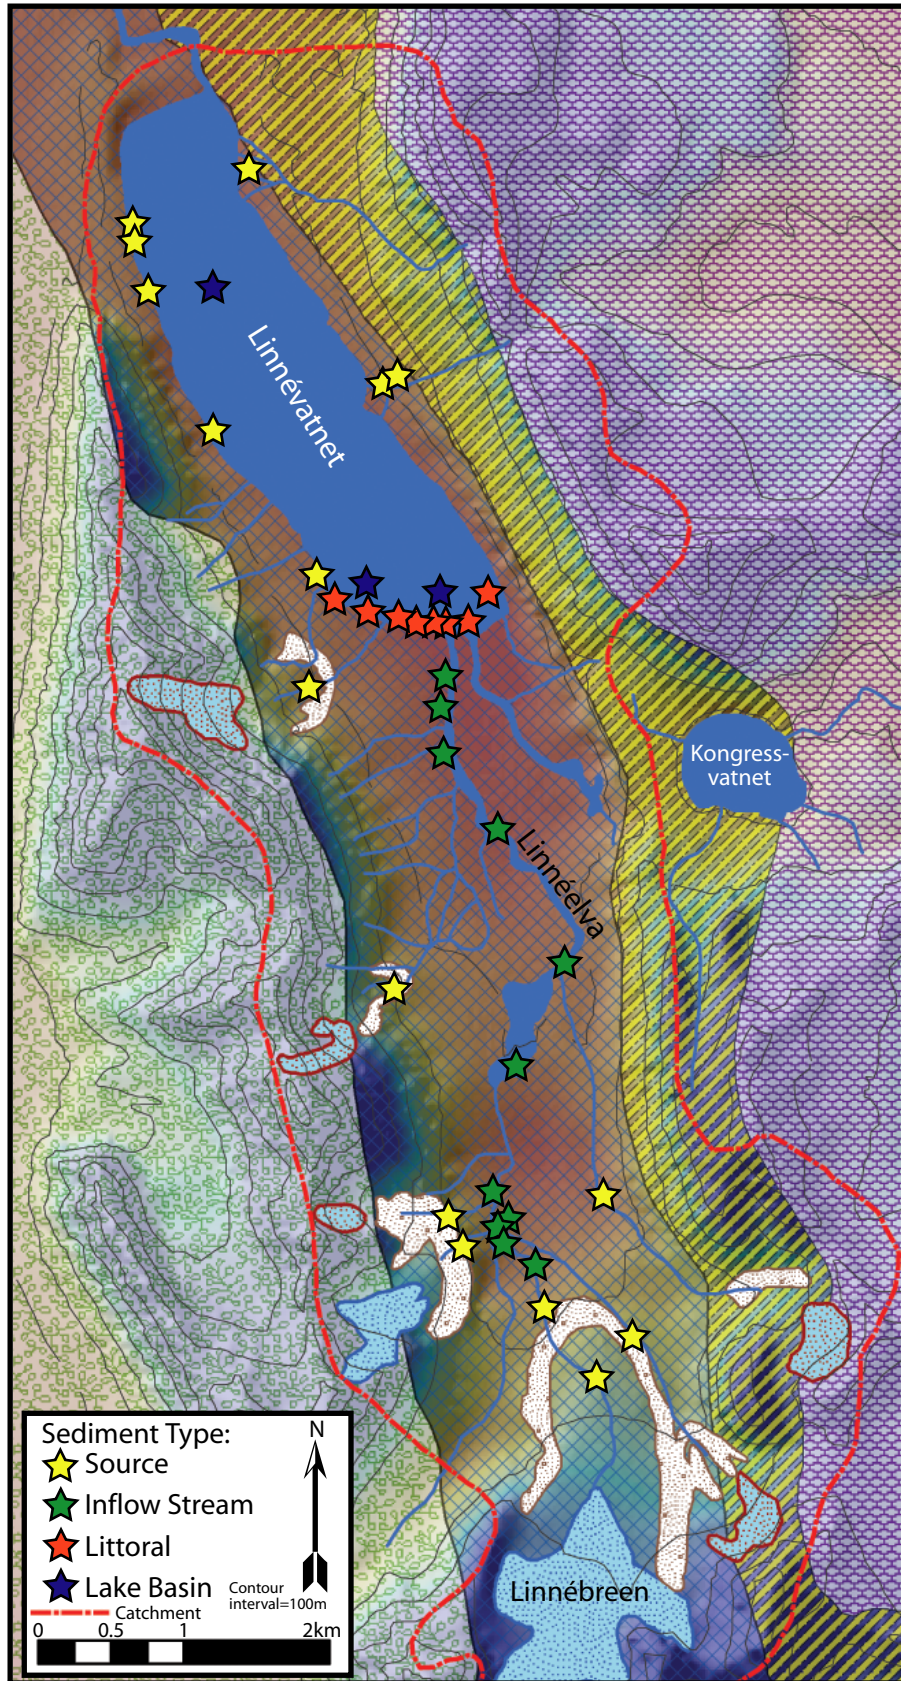 Linnévatnet
Kongress-
vatnet
Linnéelva
Linnébreen
Sediment Type:
N
Source
Inflow Stream
Littoral
Lake Basin
Contour
interval=100m
Catchment
0 0.5 1 2km